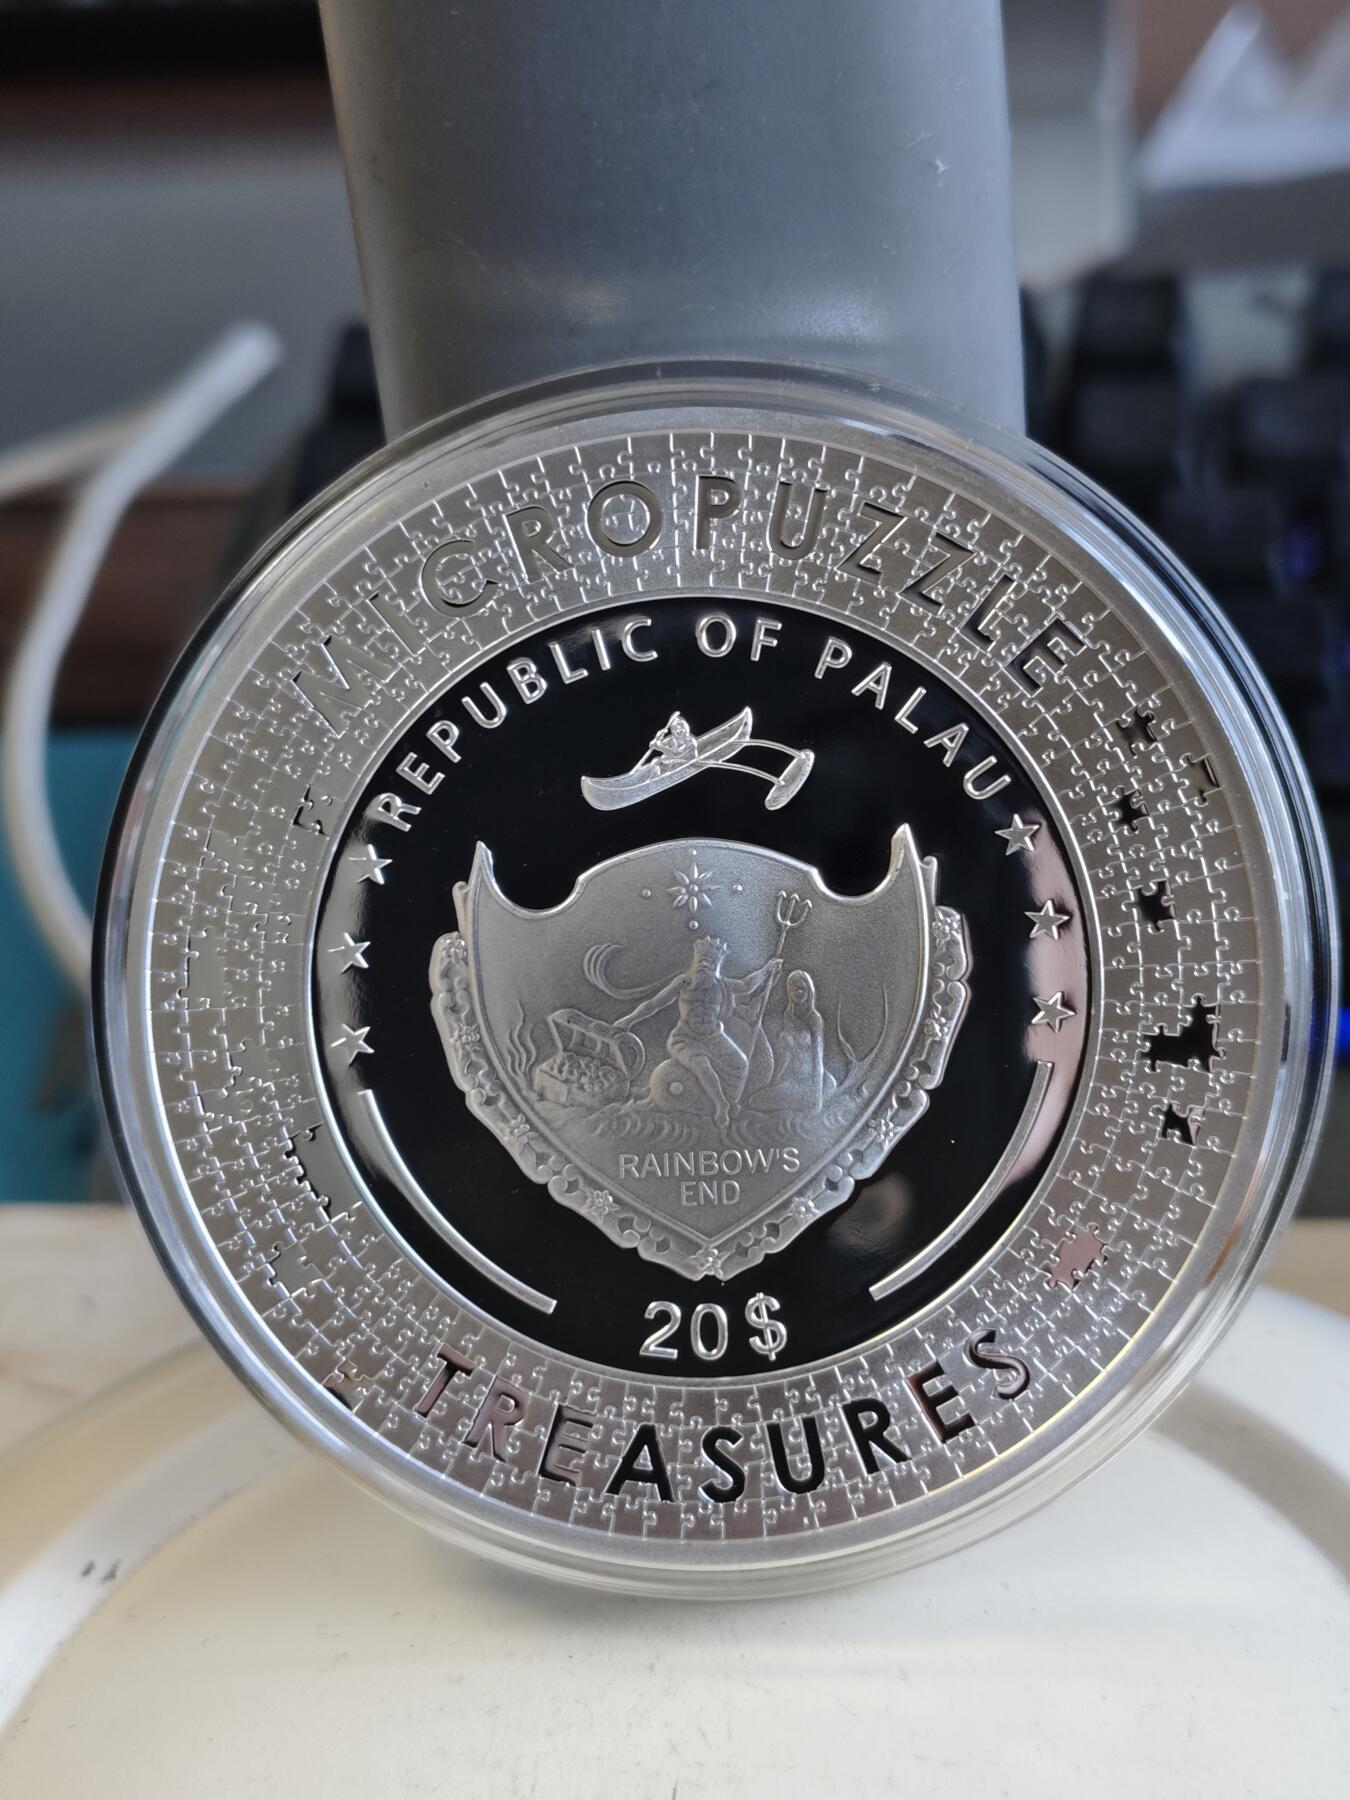 MICROPUZZLE
REPUBLIC OF PALAU
RAINBOW'S
END
20$
TREASURES